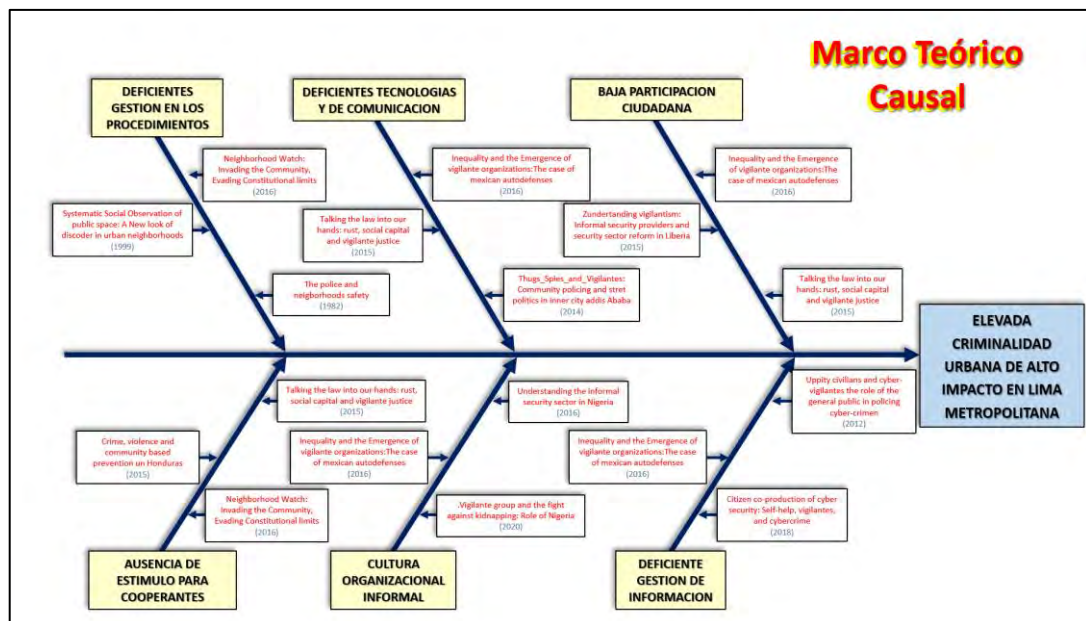 Marco Teórico
Causal
DEFICIENTES
GESTION EN LOS
PROCEDIMIENTOS
DEFICIENTES TECNOLOGIAS
Y DE COMUNICACION
BAJA PARTICIPACION
CIUDADANA
Neighborhood Watch:
Invading the Community,
Evading Constitutional limits
(2016)
Systematic Social Observation of
public space: A New look of
discoder in urban neighborhoods
(1999)
The police and
neigborhoods safety
(1982)
Inequality and the Emergence
of vigilante organizations:The
case of mexican autodefenses
(2016)
Talking the law into our
hands: rust, social capital
and vigilante justice
(2015)
Thugs_Spies_and_Vigilantes:
Community policing and stret
politics in inner city addis Ababa
(2014)
Inequality and the Emergence
of vigilante organizations:The
case of mexican autodefenses
(2016)
Zundertanding vigilantism:
Informal security providers and
security sector reform in Liberia
(2015)
Talking the law into our
hands: rust, social capital
and vigilante justice
(2015)
ELEVADA
CRIMINALIDAD
URBANA DE ALTO
IMPACTO EN LIMA
METROPOLITANA
Talking the law into our hands: rust,
social capital and vigilante justice
(2015)
Crime, violence and
community based
prevention un Honduras
(2015)
Neighborhood Watch:
Invading the Community,
Evading Constitutional limits
(2016)
Understanding the informal
security sector in Nigeria
(2016)
Inequality and the Emergence of
vigilante organizations:The case
of mexican autodefenses
(2016)
.Vigilante group and the fight
against kidnapping: Role of Nigeria
(2020)
Uppity civilians and cyber-
vigilantes the role of the
general public in policing
cyber-crimen
(2012)
Inequality and the Emergence of
vigilante organizations:The case
of mexican autodefenses
(2016)
Citizen co-production of cyber
security: Self-help, vigilantes,
and cybercrime
(2018)
AUSENCIA DE
ESTIMULO PARA
COOPERANTES
CULTURA
ORGANIZACIONAL
INFORMAL
DEFICIENTE
GESTION DE
INFORMACION